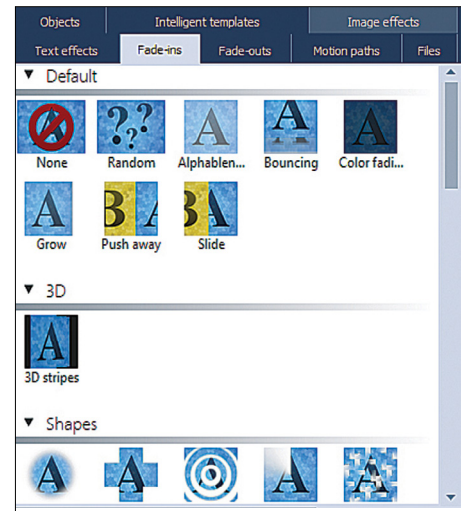 Objects Intelligent templates Image effects
Text effects Fade-ins Fade-outs Motion paths Files
Default
None Random Alphablen... Bouncing Color fadi...
Grow Push away Slide
3D
3D stripes
Shapes